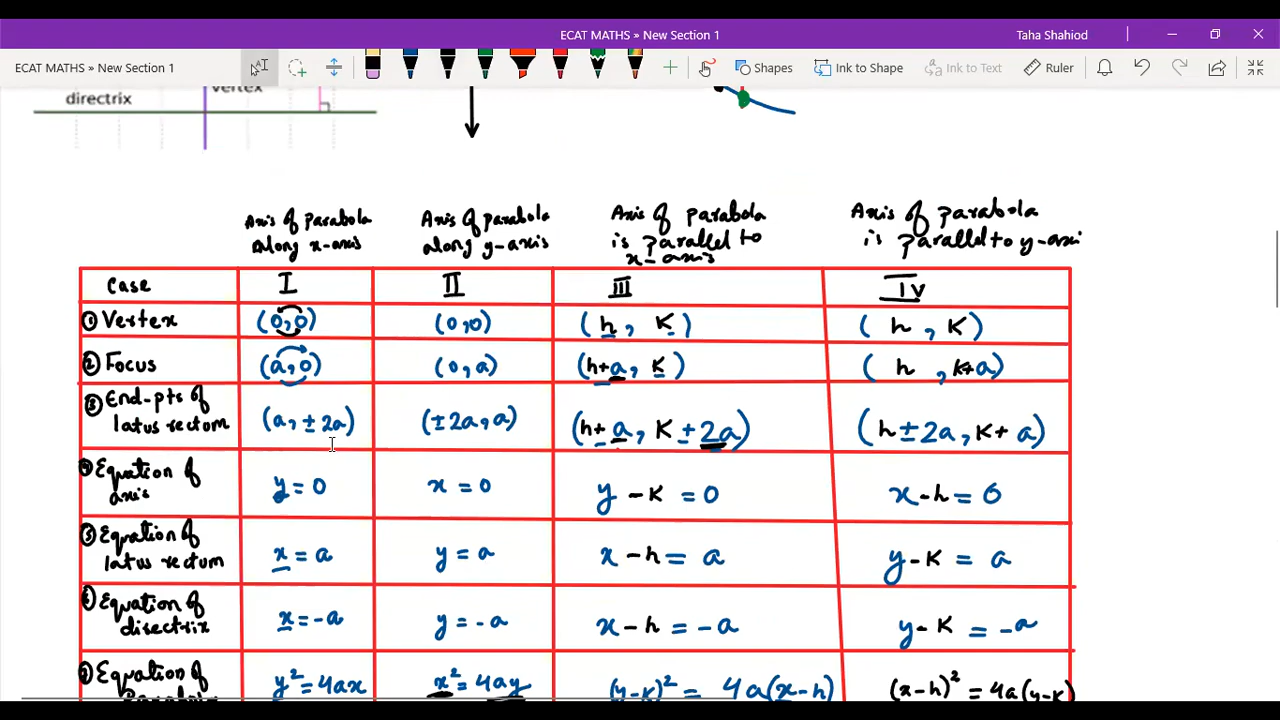 ECAT MATHS » New Section 1
Taha Shahiod
ECAT MATHS » New Section 1
Shapes
Ink to Shape
Ink to Text
Ruler
directrix
vertex
Axis of parabola
Along x-axis
Axis of parabola
along y-axis
Axis of parabola
is parallel to
x-axis
Axis of parabola
is parallel to y-axi
Case I II III IV
① Vertex (0,0) (0,0) (h, K) (h, K)
② Focus (a,0) (0,a) (h+a, K) (h, K+a)
③ End-pts of
latus rectum (a, ±2a) (±2a, a) (h+a, K±2a) (h±2a, K+a)
④ Equation of
axis y=0 x=0 y-K=0 x-h=0
⑤ Equation of
latus rectum x=a y=a x-h=a y-K=a
⑥ Equation of
directrix x=-a y=-a x-h=-a y-K=-a
⑦ Equation of
parabola y²=4ax x²=4ay (y-K)²=4a(x-h) (x-h)²=4a(y-K)